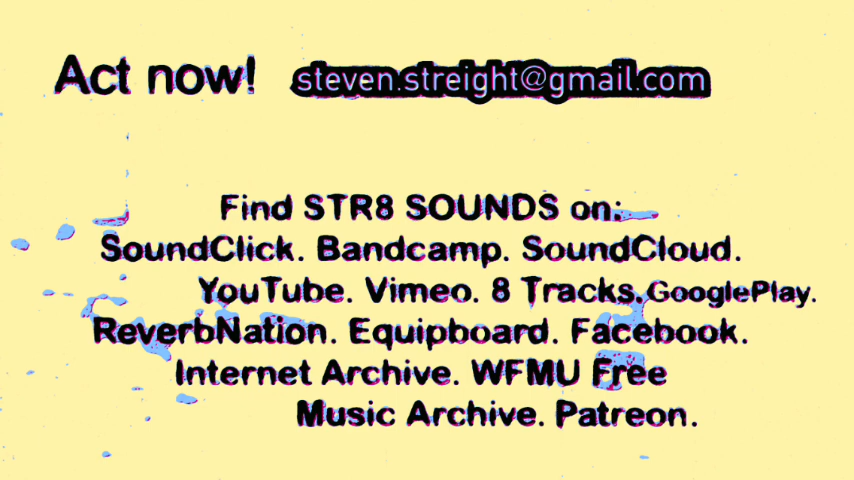 Act now! steven.streight@gmail.com
Find STR8 SOUNDS on:
SoundClick. Bandcamp. SoundCloud.
YouTube. Vimeo. 8 Tracks. GooglePlay.
ReverbNation. Equipboard. Facebook.
Internet Archive. WFMU Free
Music Archive. Patreon.